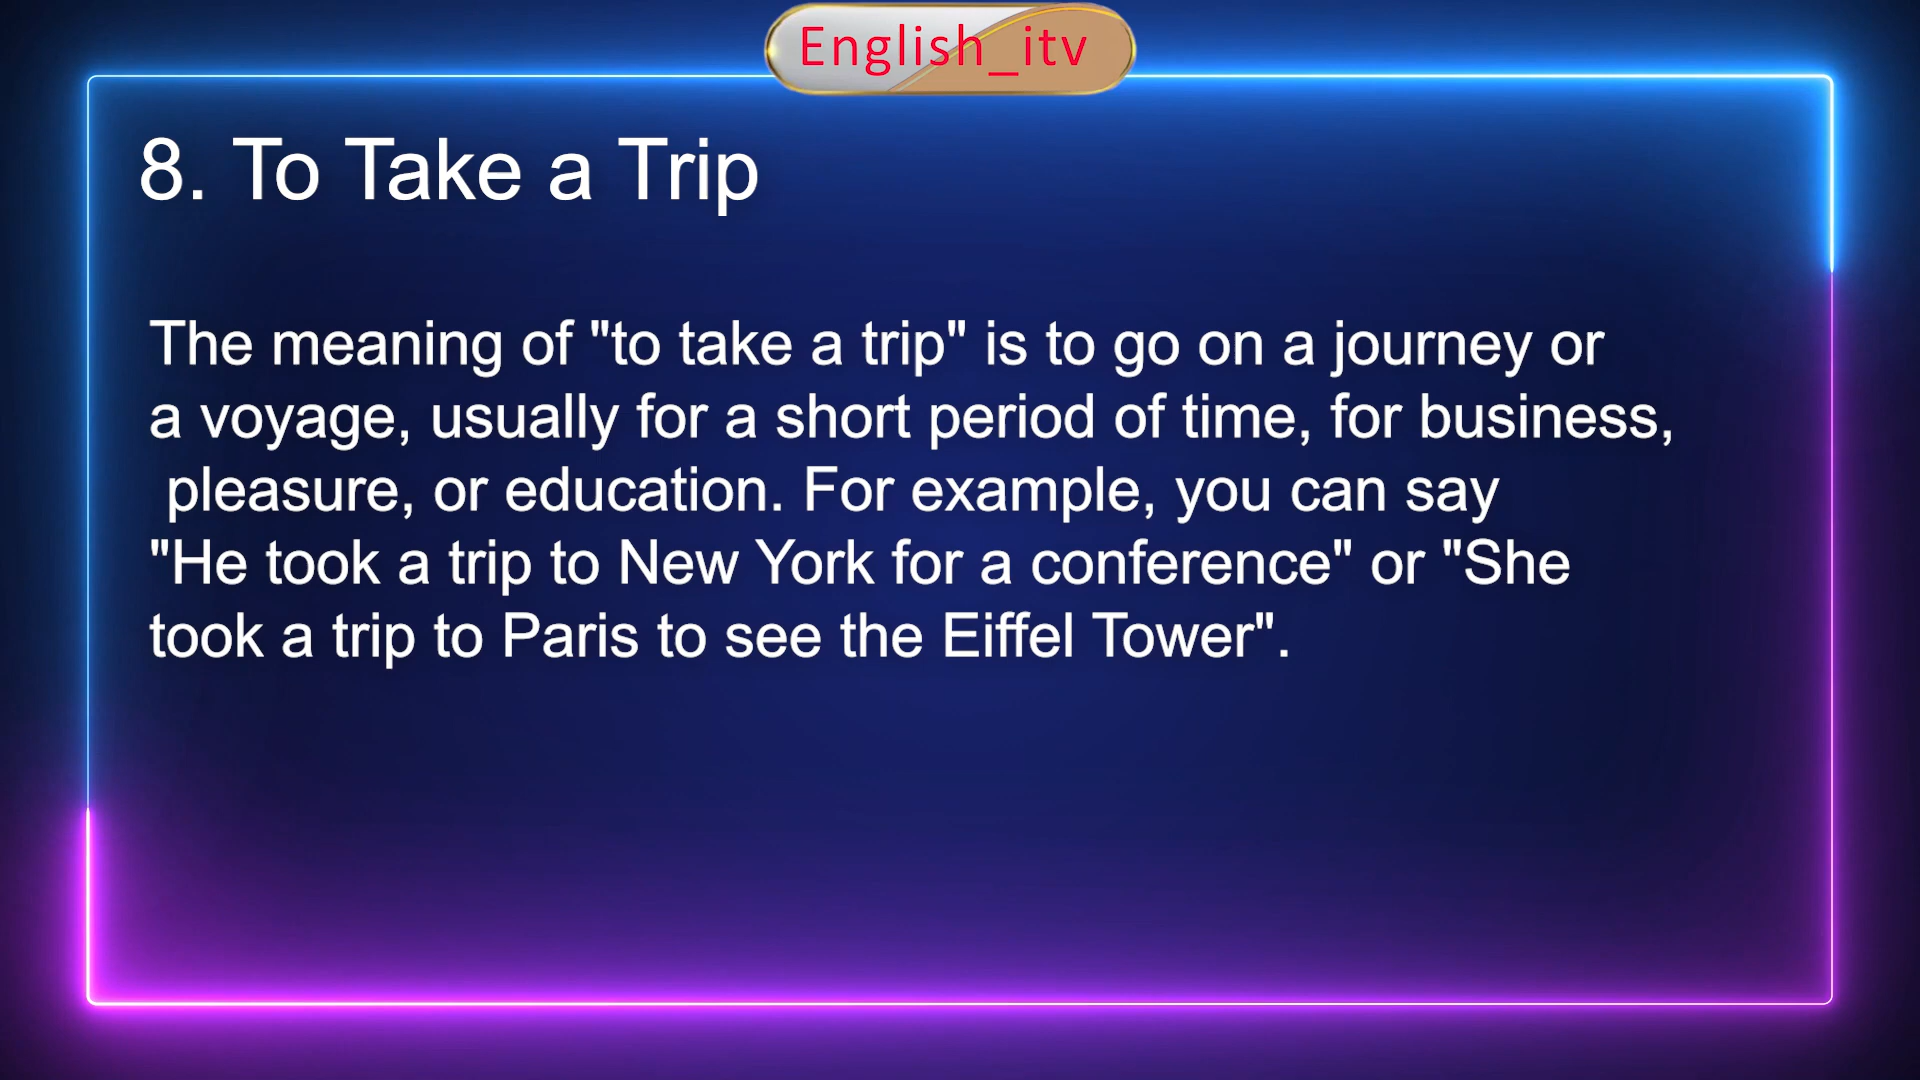 English_itv
8. To Take a Trip
The meaning of "to take a trip" is to go on a journey or
a voyage, usually for a short period of time, for business,
pleasure, or education. For example, you can say
"He took a trip to New York for a conference" or "She
took a trip to Paris to see the Eiffel Tower".